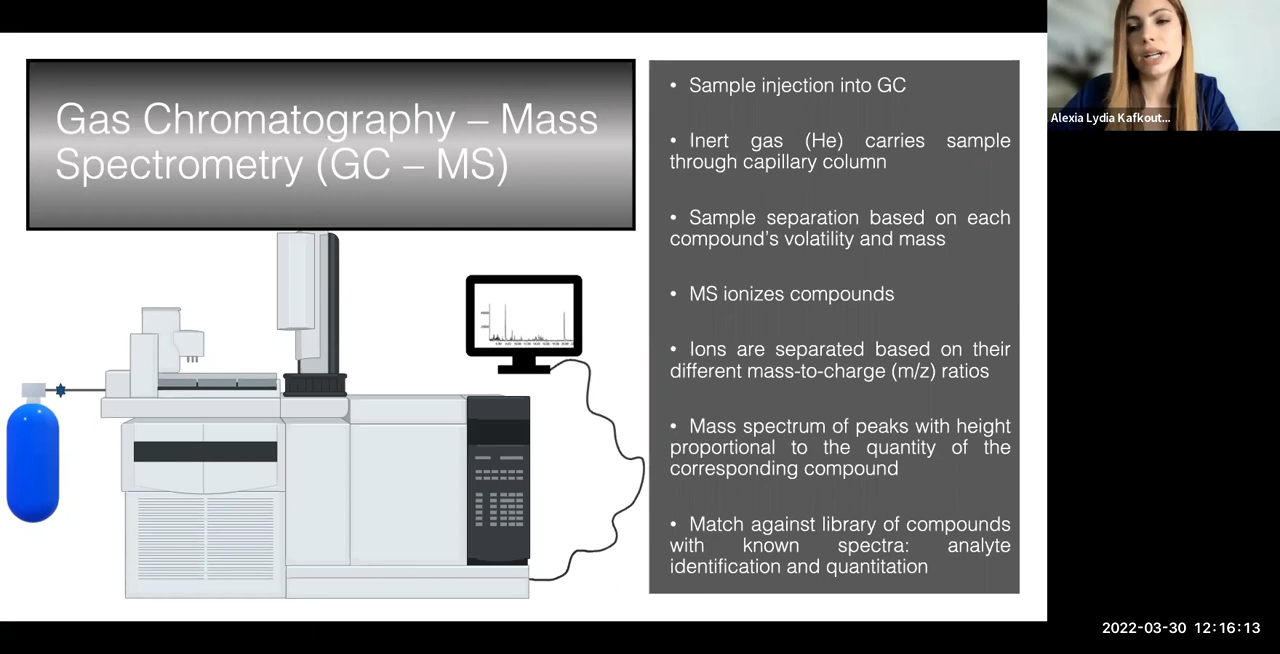 Gas Chromatography – Mass
Spectrometry (GC – MS)
• Sample injection into GC
• Inert gas (He) carries sample
through capillary column
• Sample separation based on each
compound's volatility and mass
• MS ionizes compounds
• Ions are separated based on their
different mass-to-charge (m/z) ratios
• Mass spectrum of peaks with height
proportional to the quantity of the
corresponding compound
• Match against library of compounds
with known spectra: analyte
identification and quantitation
Alexia Lydia Kafkout...
2022-03-30 12:16:13